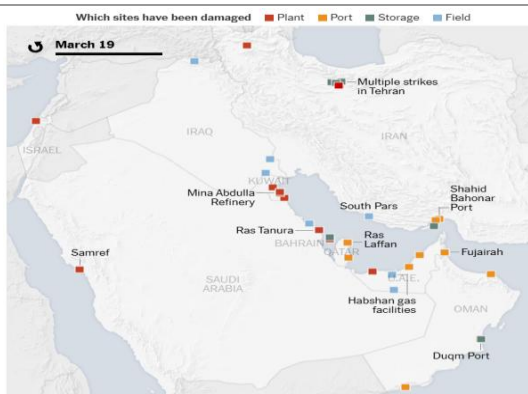 Which sites have been damaged Plant Port Storage Field
March 19
Multiple strikes
in Tehran
IRAQ
IRAN
ISRAEL
KUWAIT
Mina Abdulla
Refinery
South Pars
Shahid
Bahonar
Port
Ras Tanura
BAHRAIN
Ras
Laffan
QATAR
Fujairah
Samref
SAUDI
ARABIA
U.A.E.
Habshan gas
facilities
OMAN
Duqm Port